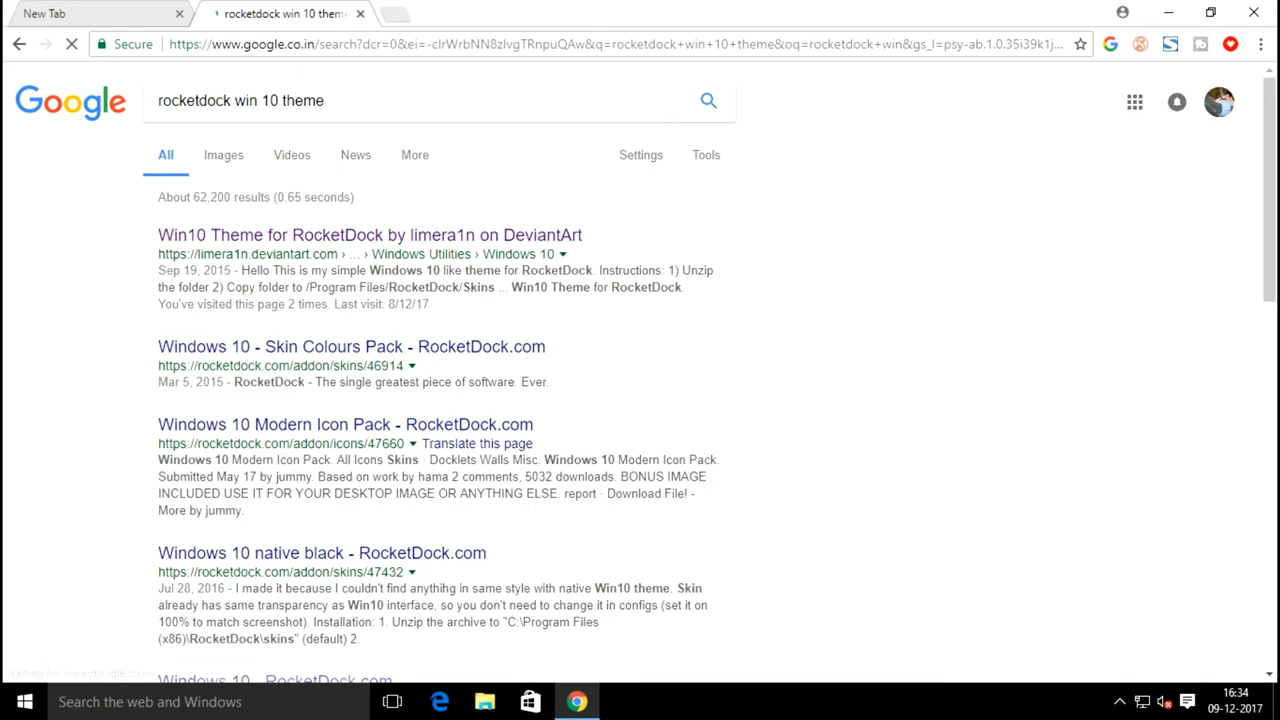 New Tab
rocketdock win 10 theme
Secure
https://www.google.co.in/search?dcr=0&ei=-cIrWrbNN8zlvgTRnpuQAw&q=rocketdock+win+10+theme&oq=rocketdock+win&gs_l=psy-ab.1.0.35i39k1j...
Google
rocketdock win 10 theme
All Images Videos News More Settings Tools
About 62,200 results (0.65 seconds)
Win10 Theme for RocketDock by limera1n on DeviantArt
https://limera1n.deviantart.com › ... › Windows Utilities › Windows 10
Sep 19, 2015 - Hello This is my simple Windows 10 like theme for RocketDock. Instructions: 1) Unzip
the folder 2) Copy folder to /Program Files/RocketDock/Skins ... Win10 Theme for RocketDock.
You've visited this page 2 times. Last visit: 8/12/17
Windows 10 - Skin Colours Pack - RocketDock.com
https://rocketdock.com/addon/skins/46914
Mar 5, 2015 - RocketDock - The single greatest piece of software. Ever.
Windows 10 Modern Icon Pack - RocketDock.com
https://rocketdock.com/addon/icons/47660 Translate this page
Windows 10 Modern Icon Pack. All Icons Skins · Docklets Walls Misc. Windows 10 Modern Icon Pack.
Submitted May 17 by jummy. Based on work by hama 2 comments, 5032 downloads. BONUS IMAGE
INCLUDED USE IT FOR YOUR DESKTOP IMAGE OR ANYTHING ELSE. report · Download File! -
More by jummy.
Windows 10 native black - RocketDock.com
https://rocketdock.com/addon/skins/47432
Jul 28, 2016 - I made it because I couldn't find anything in same style with native Win10 theme. Skin
already has same transparency as Win10 interface, so you don't need to change it in configs (set it on
100% to match screenshot). Installation: 1. Unzip the archive to "C:\Program Files
(x86)\RocketDock\skins" (default) 2.
Windows 10 - RocketDock.com
Search the web and Windows
16:34
09-12-2017